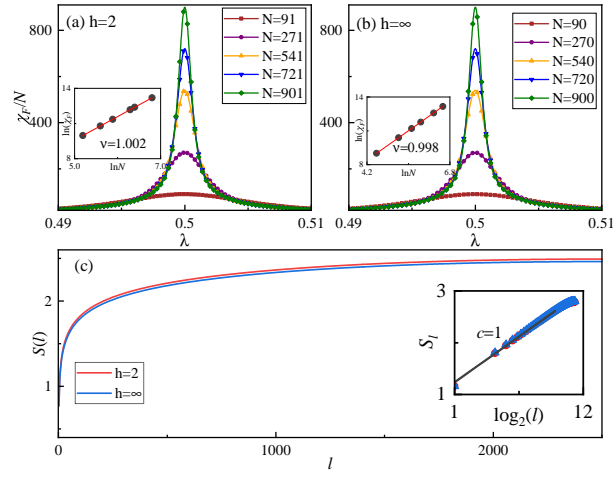 800
400
χF/N
(a) h=2
N=91
N=271
N=541
N=721
N=901
14
8
ln(χF)
ν=1.002
5.0
lnN
7.0
0.49
0.5
0.51
λ
(b) h=∞
N=90
N=270
N=540
N=720
N=900
14
8
ln(χF)
ν=0.998
4.2
lnN
6.8
0.49
0.5
0.51
λ
(c)
2
1
S(l)
h=2
h=∞
3
1
Sl
c=1
1
12
log2(l)
0
1000
2000
l